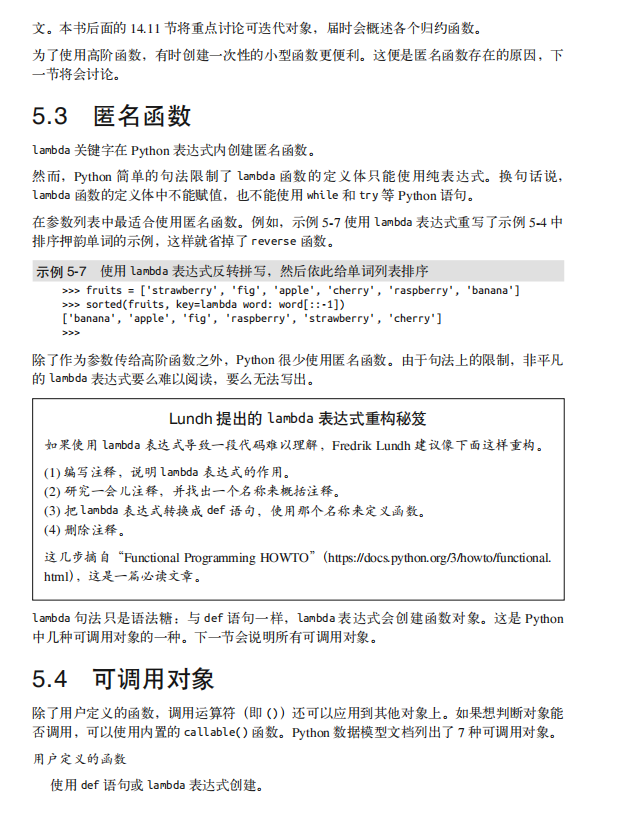 文。本书后面的 14.11 节将重点讨论可迭代对象，届时会概述各个归约函数。
为了使用高阶函数，有时创建一次性的小型函数更便利。这便是匿名函数存在的原因，下
一节将会讨论。
5.3 匿名函数
lambda 关键字在 Python 表达式内创建匿名函数。
然而，Python 简单的句法限制了 lambda 函数的定义体只能使用纯表达式。换句话说，
lambda 函数的定义体中不能赋值，也不能使用 while 和 try 等 Python 语句。
在参数列表中最适合使用匿名函数。例如，示例 5-7 使用 lambda 表达式重写了示例 5-4 中
排序押韵单词的示例，这样就省掉了 reverse 函数。
示例 5-7 使用 lambda 表达式反转拼写，然后依此给单词列表排序
>>> fruits = ['strawberry', 'fig', 'apple', 'cherry', 'raspberry', 'banana']
>>> sorted(fruits, key=lambda word: word[::-1])
['banana', 'apple', 'fig', 'raspberry', 'strawberry', 'cherry']
>>>
除了作为参数传给高阶函数之外，Python 很少使用匿名函数。由于句法上的限制，非平凡
的 lambda 表达式要么难以阅读，要么无法写出。
Lundh 提出的 lambda 表达式重构秘笈
如果使用 lambda 表达式导致一段代码难以理解，Fredrik Lundh 建议像下面这样重构。
(1) 编写注释，说明 lambda 表达式的作用。
(2) 研究一会儿注释，并找出一个名称来概括注释。
(3) 把 lambda 表达式转换成 def 语句，使用那个名称来定义函数。
(4) 删除注释。
这几步摘自“Functional Programming HOWTO”（https://docs.python.org/3/howto/functional.
html），这是一篇必读文章。
lambda 句法只是语法糖：与 def 语句一样，lambda 表达式会创建函数对象。这是 Python
中几种可调用对象的一种。下一节会说明所有可调用对象。
5.4 可调用对象
除了用户定义的函数，调用运算符（即 ()）还可以应用到其他对象上。如果想判断对象能
否调用，可以使用内置的 callable() 函数。Python 数据模型文档列出了 7 种可调用对象。
用户定义的函数
使用 def 语句或 lambda 表达式创建。